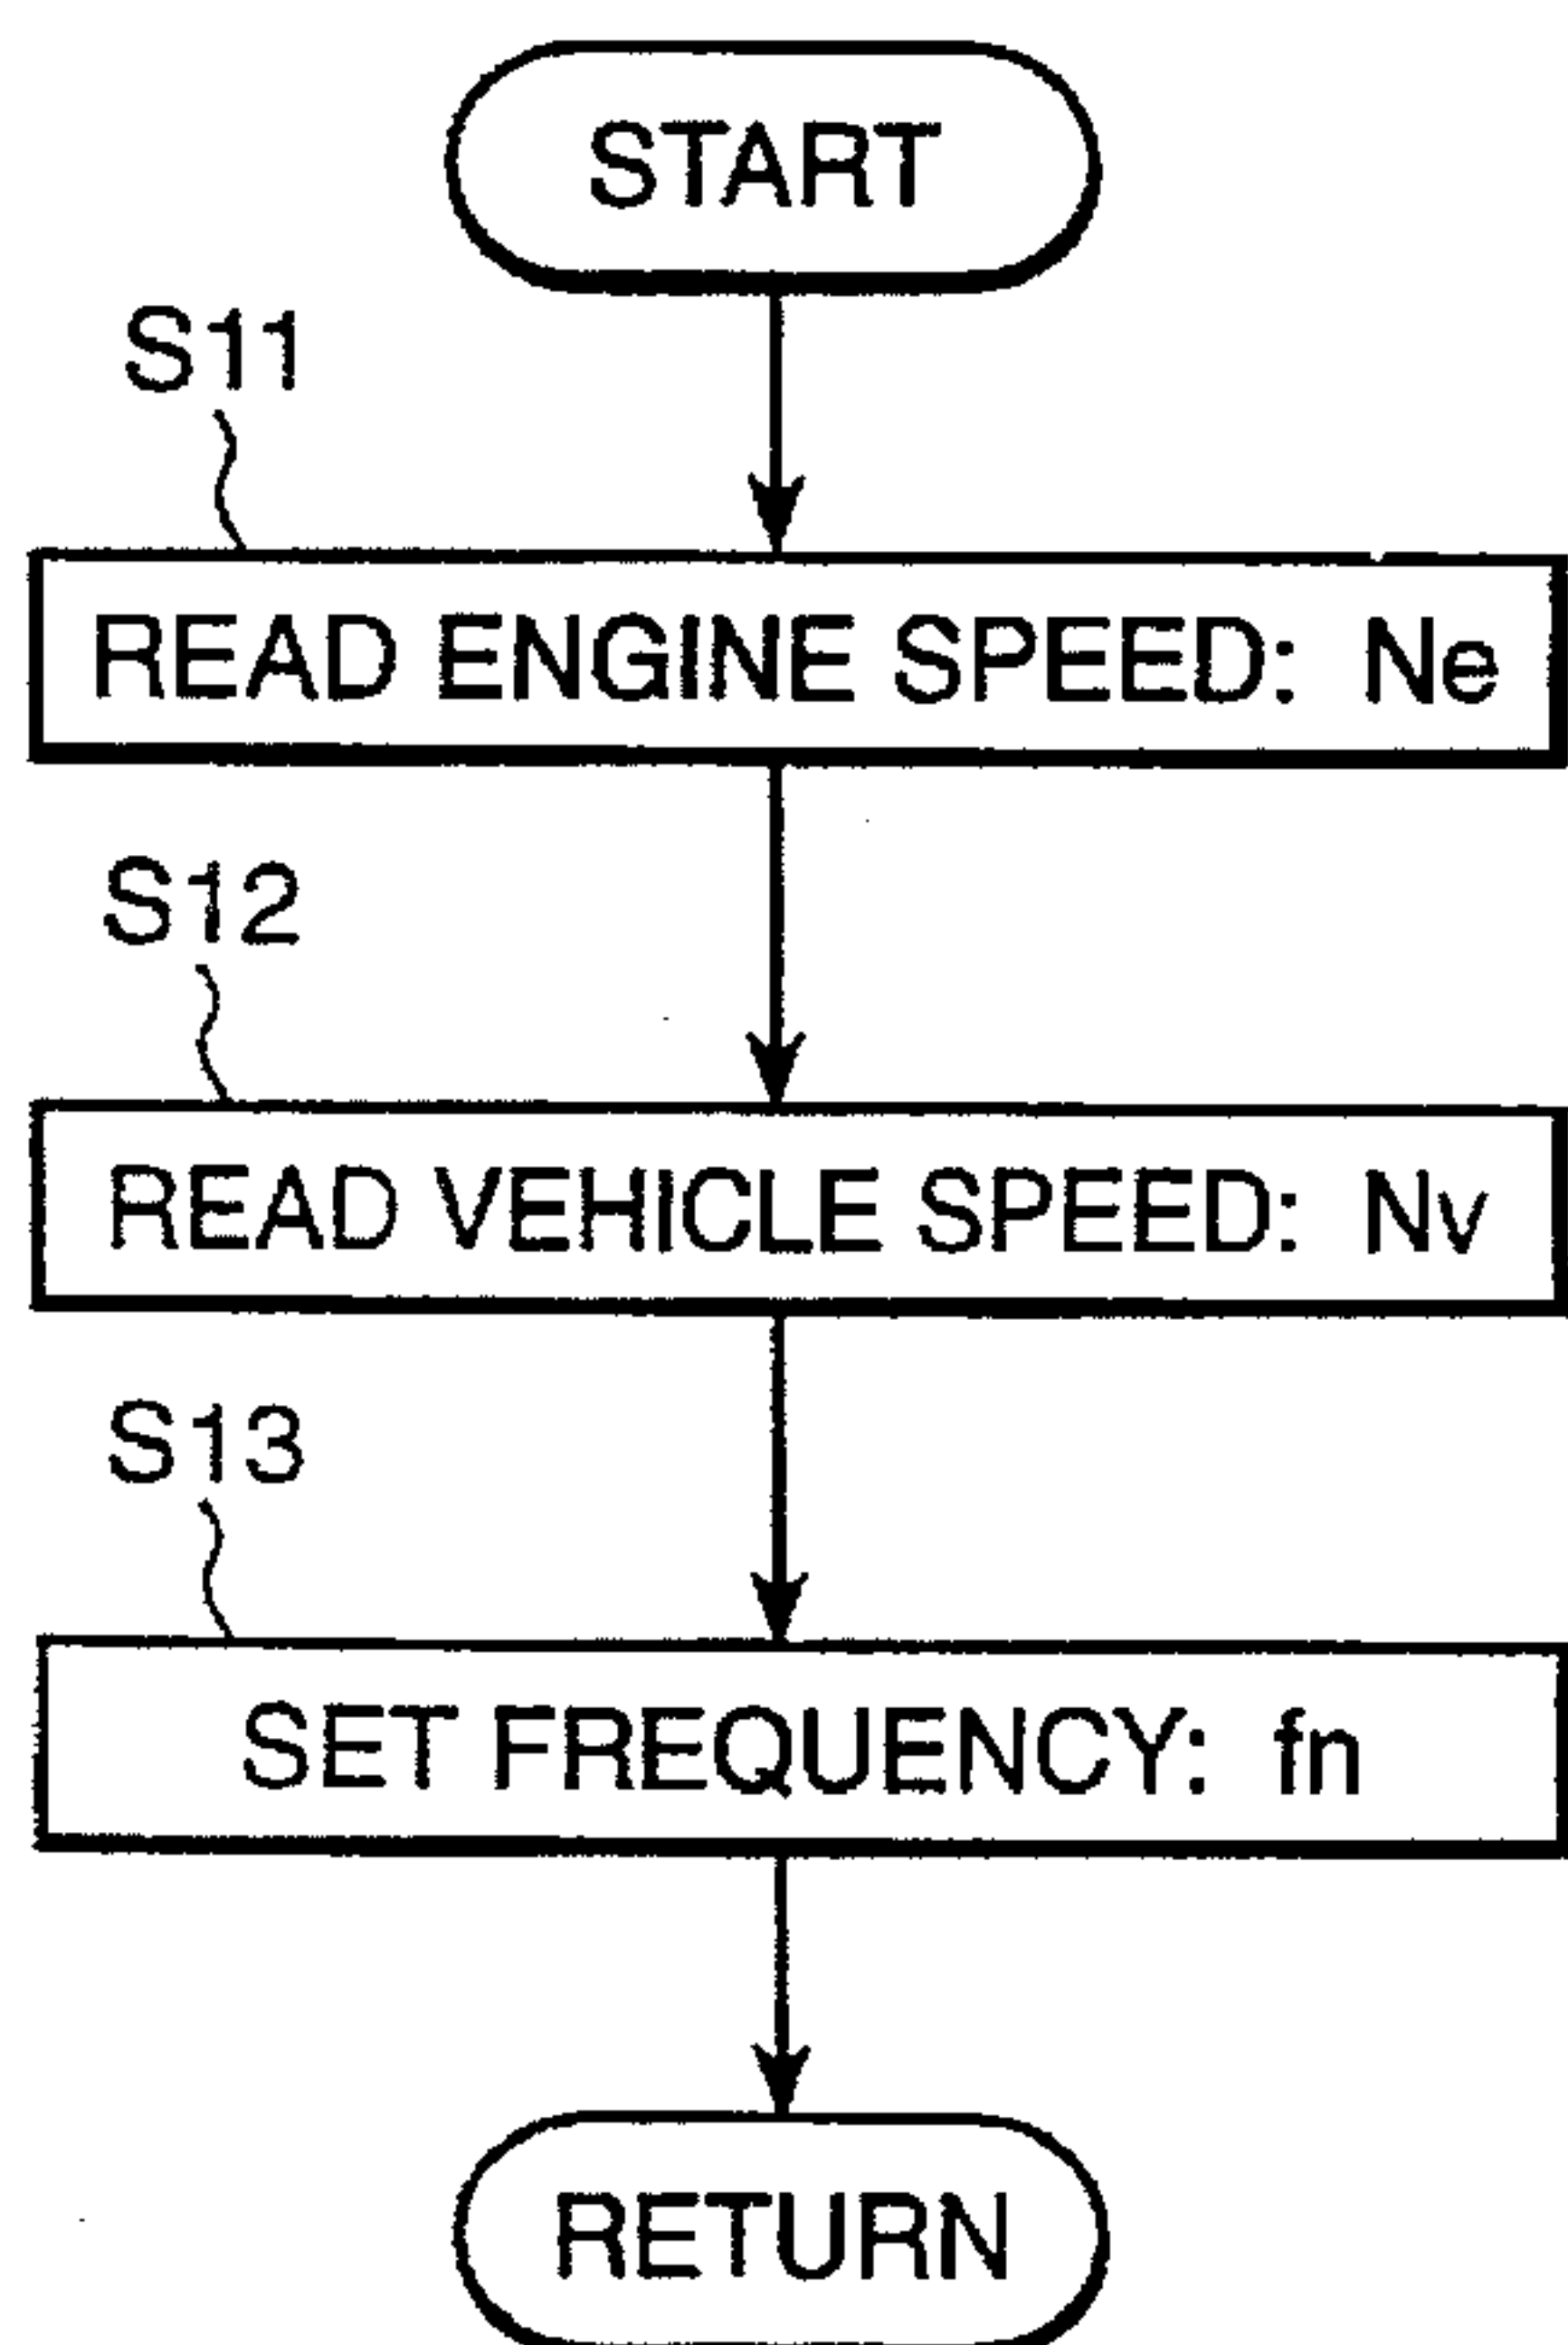 START
S11
READ ENGINE SPEED: Ne
S12
READ VEHICLE SPEED: Nv
S13
SET FREQUENCY: fn
RETURN